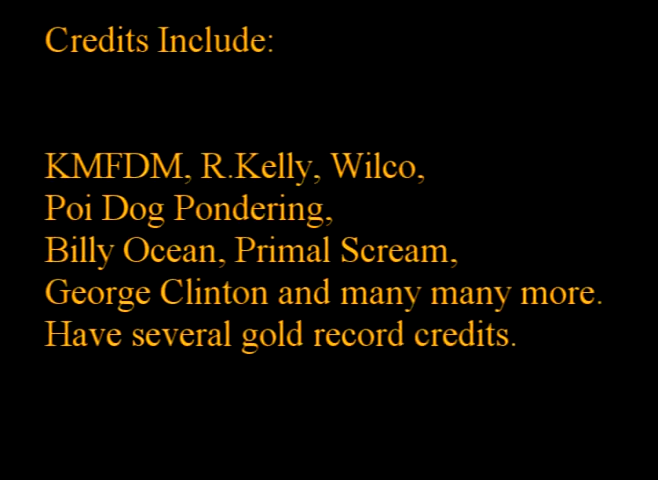 Credits Include:
KMFDM, R.Kelly, Wilco,
Poi Dog Pondering,
Billy Ocean, Primal Scream,
George Clinton and many many more.
Have several gold record credits.